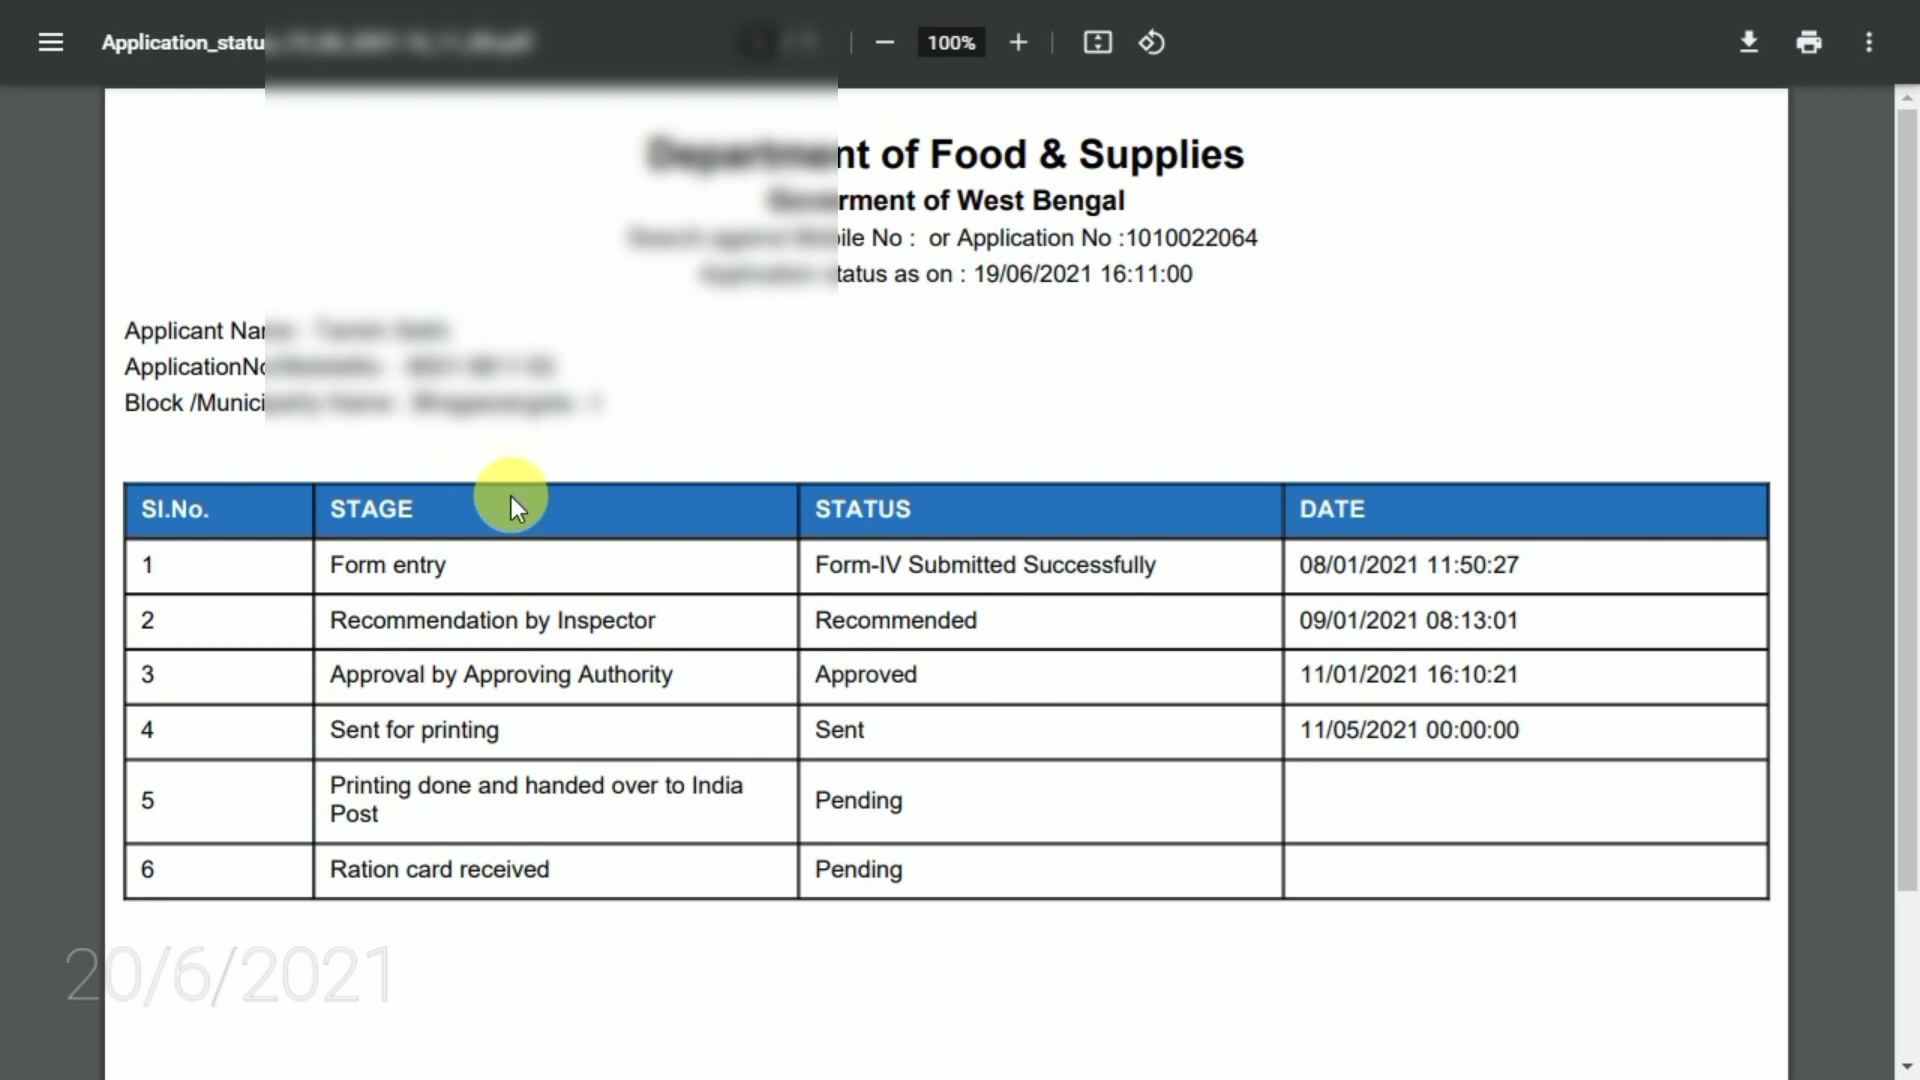 Application_statu
100%
nt of Food & Supplies
rment of West Bengal
ile No : or Application No :1010022064
tatus as on : 19/06/2021 16:11:00
Applicant Nar
ApplicationNo
Block /Munici
Sl.No. STAGE STATUS DATE
1 Form entry Form-IV Submitted Successfully 08/01/2021 11:50:27
2 Recommendation by Inspector Recommended 09/01/2021 08:13:01
3 Approval by Approving Authority Approved 11/01/2021 16:10:21
4 Sent for printing Sent 11/05/2021 00:00:00
5 Printing done and handed over to India Post Pending
6 Ration card received Pending
20/6/2021